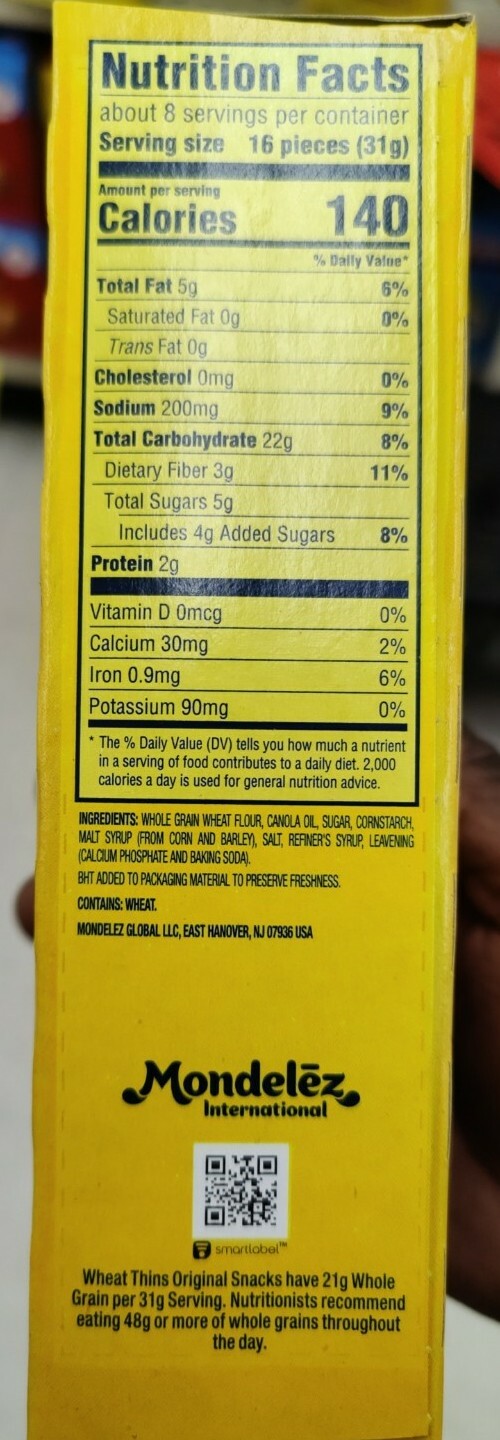 Nutrition Facts
about 8 servings per container
Serving size 16 pieces (31g)
Amount per serving
Calories 140
% Daily Value*
Total Fat 5g 6%
Saturated Fat 0g 0%
Trans Fat 0g
Cholesterol 0mg 0%
Sodium 200mg 9%
Total Carbohydrate 22g 8%
Dietary Fiber 3g 11%
Total Sugars 5g
Includes 4g Added Sugars 8%
Protein 2g
Vitamin D 0mcg 0%
Calcium 30mg 2%
Iron 0.9mg 6%
Potassium 90mg 0%
* The % Daily Value (DV) tells you how much a nutrient
in a serving of food contributes to a daily diet. 2,000
calories a day is used for general nutrition advice.
INGREDIENTS: WHOLE GRAIN WHEAT FLOUR, CANOLA OIL, SUGAR, CORNSTARCH,
MALT SYRUP (FROM CORN AND BARLEY), SALT, REFINER'S SYRUP, LEAVENING
(CALCIUM PHOSPHATE AND BAKING SODA).
BHT ADDED TO PACKAGING MATERIAL TO PRESERVE FRESHNESS.
CONTAINS: WHEAT.
MONDELEZ GLOBAL LLC, EAST HANOVER, NJ 07936 USA
Mondelēz
International
smartlabel™
Wheat Thins Original Snacks have 21g Whole
Grain per 31g Serving. Nutritionists recommend
eating 48g or more of whole grains throughout
the day.